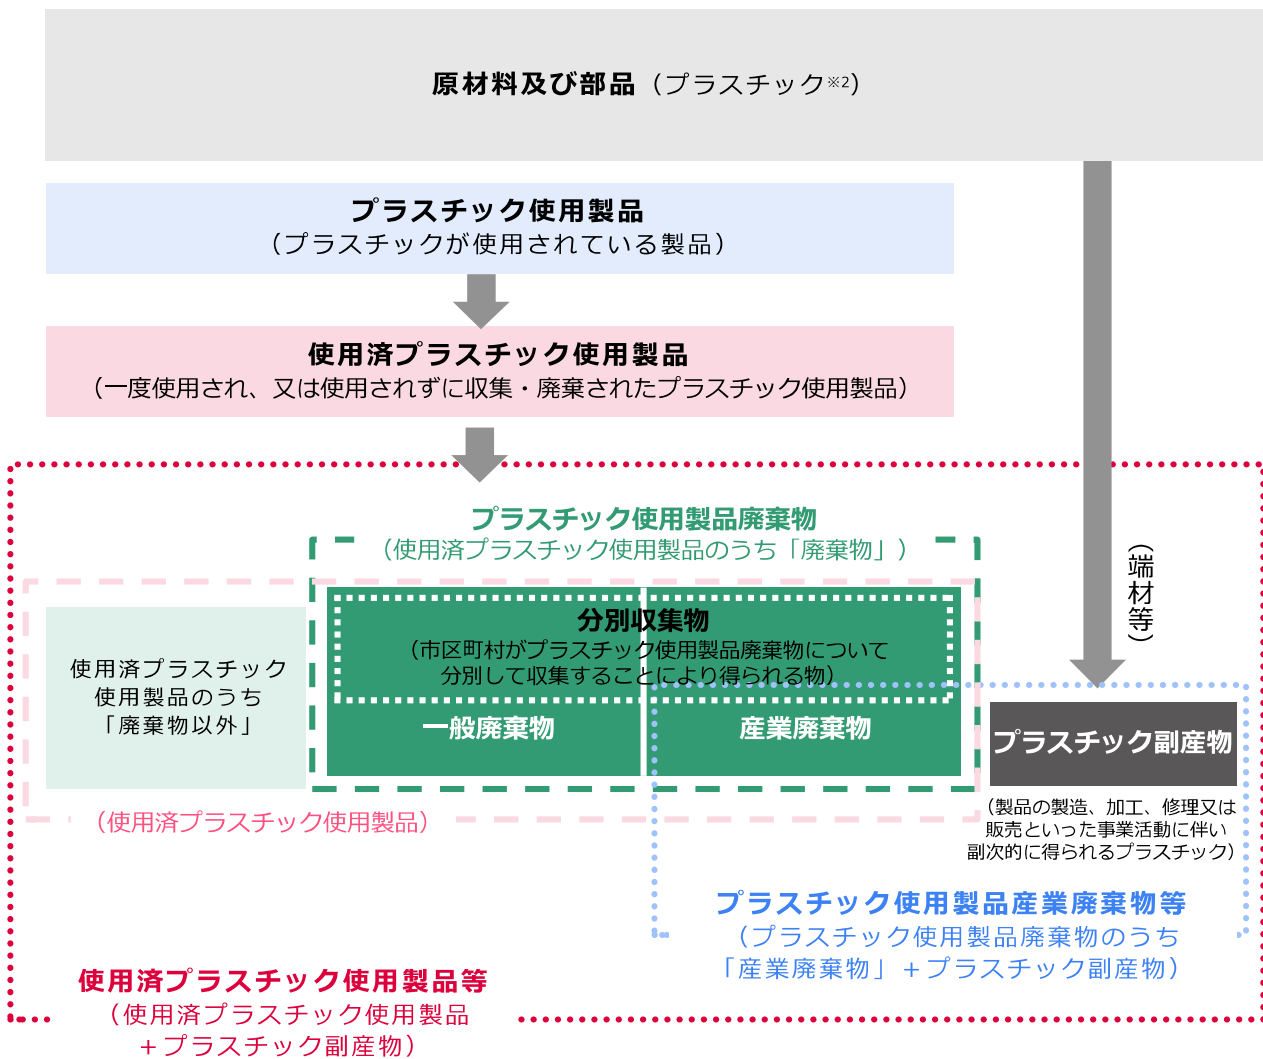 原材料及び部品（プラスチック※2）
プラスチック使用製品
（プラスチックが使用されている製品）
使用済プラスチック使用製品
（一度使用され、又は使用されずに収集・廃棄されたプラスチック使用製品）
プラスチック使用製品廃棄物
（使用済プラスチック使用製品のうち「廃棄物」）
（端材等）
分別収集物
（市区町村がプラスチック使用製品廃棄物について
分別して収集することにより得られる物）
使用済プラスチック
使用製品のうち
「廃棄物以外」
一般廃棄物
産業廃棄物
プラスチック副産物
（製品の製造、加工、修理又は
販売といった事業活動に伴い
副次的に得られるプラスチック）
（使用済プラスチック使用製品）
プラスチック使用製品産業廃棄物等
（プラスチック使用製品廃棄物のうち
「産業廃棄物」＋プラスチック副産物）
使用済プラスチック使用製品等
（使用済プラスチック使用製品
＋プラスチック副産物）